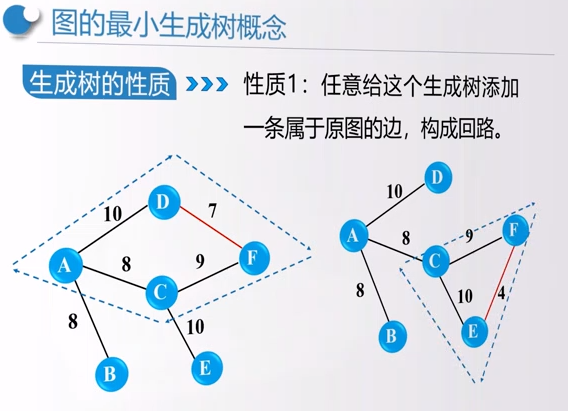 图的最小生成树概念
生成树的性质
性质1：任意给这个生成树添加
一条属于原图的边，构成回路。
D
10
7
A
8
9
F
C
8
10
B
E
D
10
A
8
9
F
C
8
10
4
B
E